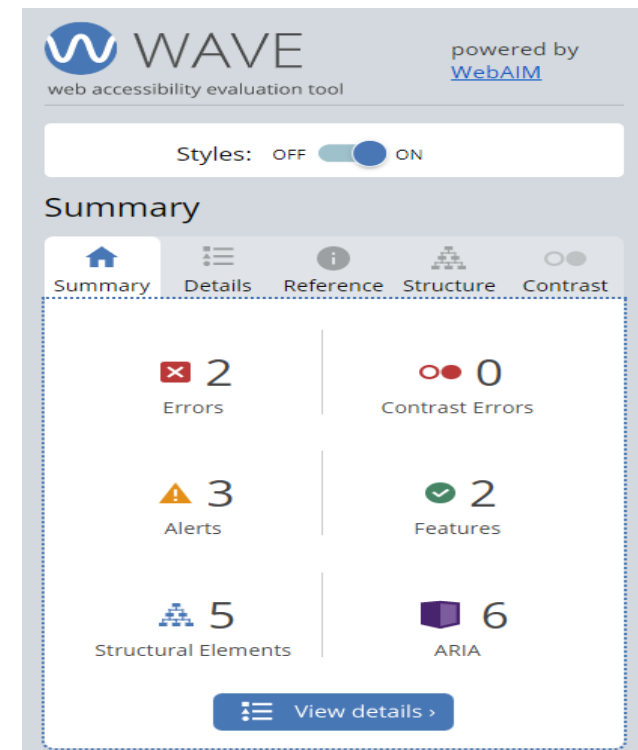 WAVE
powered by
WebAIM
web accessibility evaluation tool
Styles: OFF ON
Summary
Summary Details Reference Structure Contrast
2 0
Errors Contrast Errors
3 2
Alerts Features
5 6
Structural Elements ARIA
View details ›